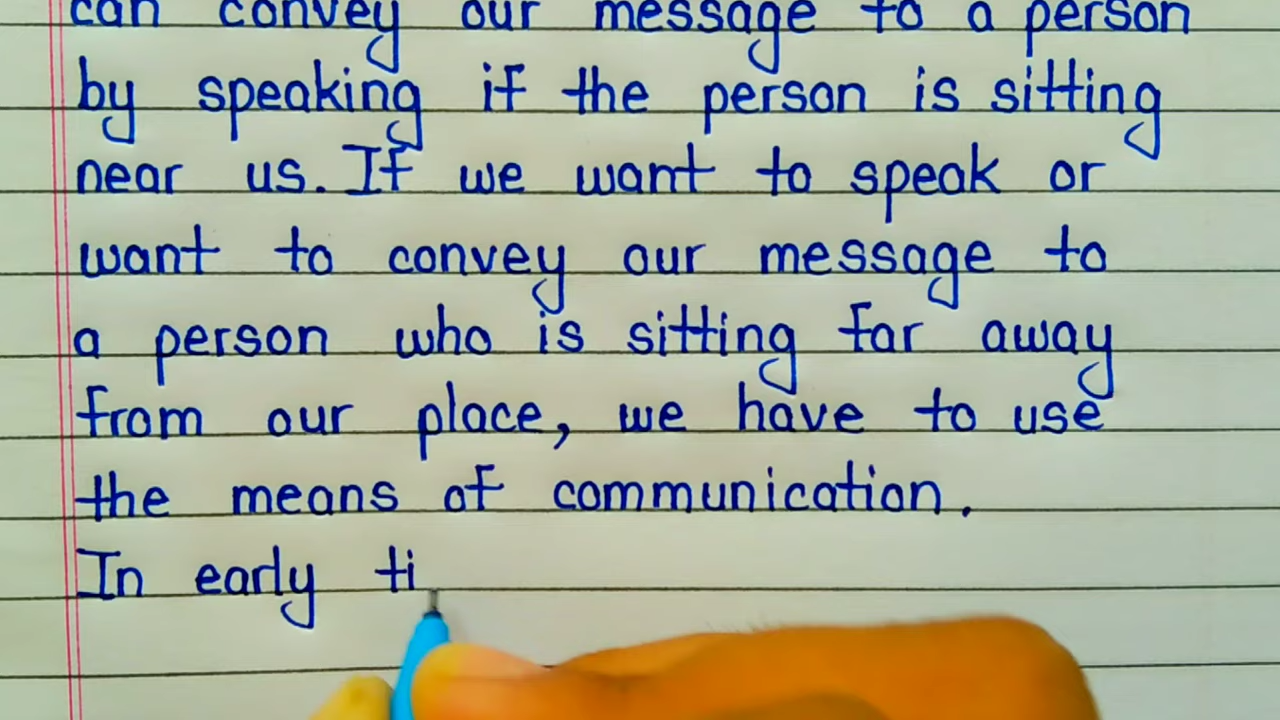 can convey our message to a person
by speaking if the person is sitting
near us. If we want to speak or
want to convey our message to
a person who is sitting far away
from our place, we have to use
the means of communication.
In early ti